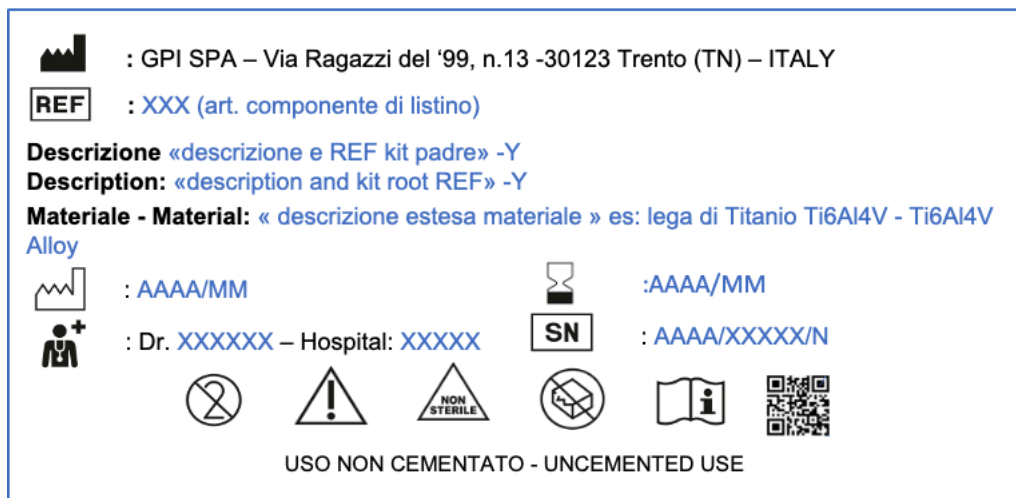 : GPI SPA – Via Ragazzi del ‘99, n.13 -30123 Trento (TN) – ITALY
REF : XXX (art. componente di listino)
Descrizione «descrizione e REF kit padre» -Y
Description: «description and kit root REF» -Y
Materiale - Material: « descrizione estesa materiale » es: lega di Titanio Ti6Al4V - Ti6Al4V
Alloy
: AAAA/MM :AAAA/MM
: Dr. XXXXXX – Hospital: XXXXX SN : AAAA/XXXXX/N
2 NON
STERILE
USO NON CEMENTATO - UNCEMENTED USE